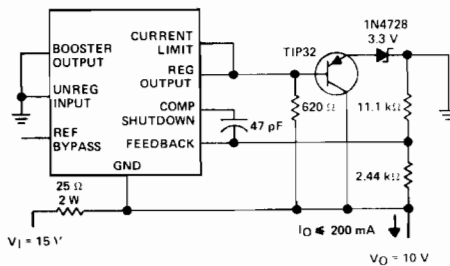 BOOSTER
OUTPUT
UNREG
INPUT
REF
BYPASS
CURRENT
LIMIT
REG
OUTPUT
COMP
SHUTDOWN
FEEDBACK
GND
TIP32
1N4728
3.3 V
620 Ω
11.1 kΩ
47 pF
2.44 kΩ
25 Ω
2 W
VI = 15 V
IO ≤ 200 mA
VO = 10 V